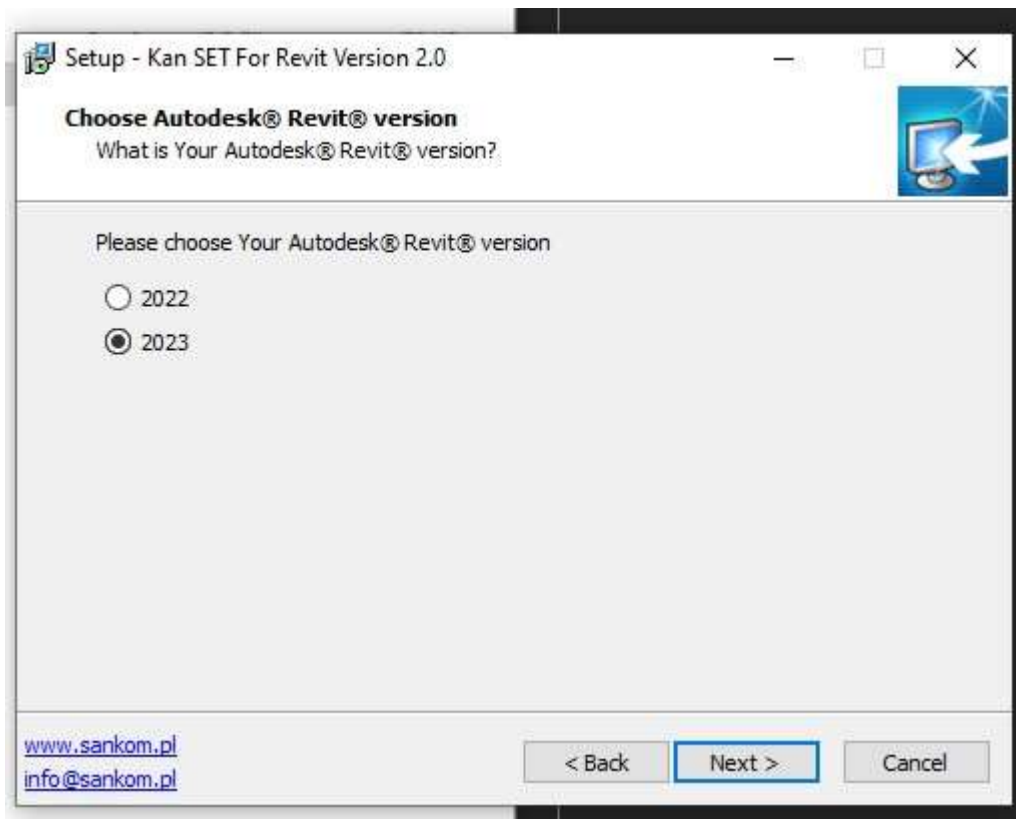 Setup - Kan SET For Revit Version 2.0
Choose Autodesk® Revit® version
What is Your Autodesk® Revit® version?
Please choose Your Autodesk® Revit® version
2022
2023
www.sankom.pl
info@sankom.pl
< Back
Next >
Cancel